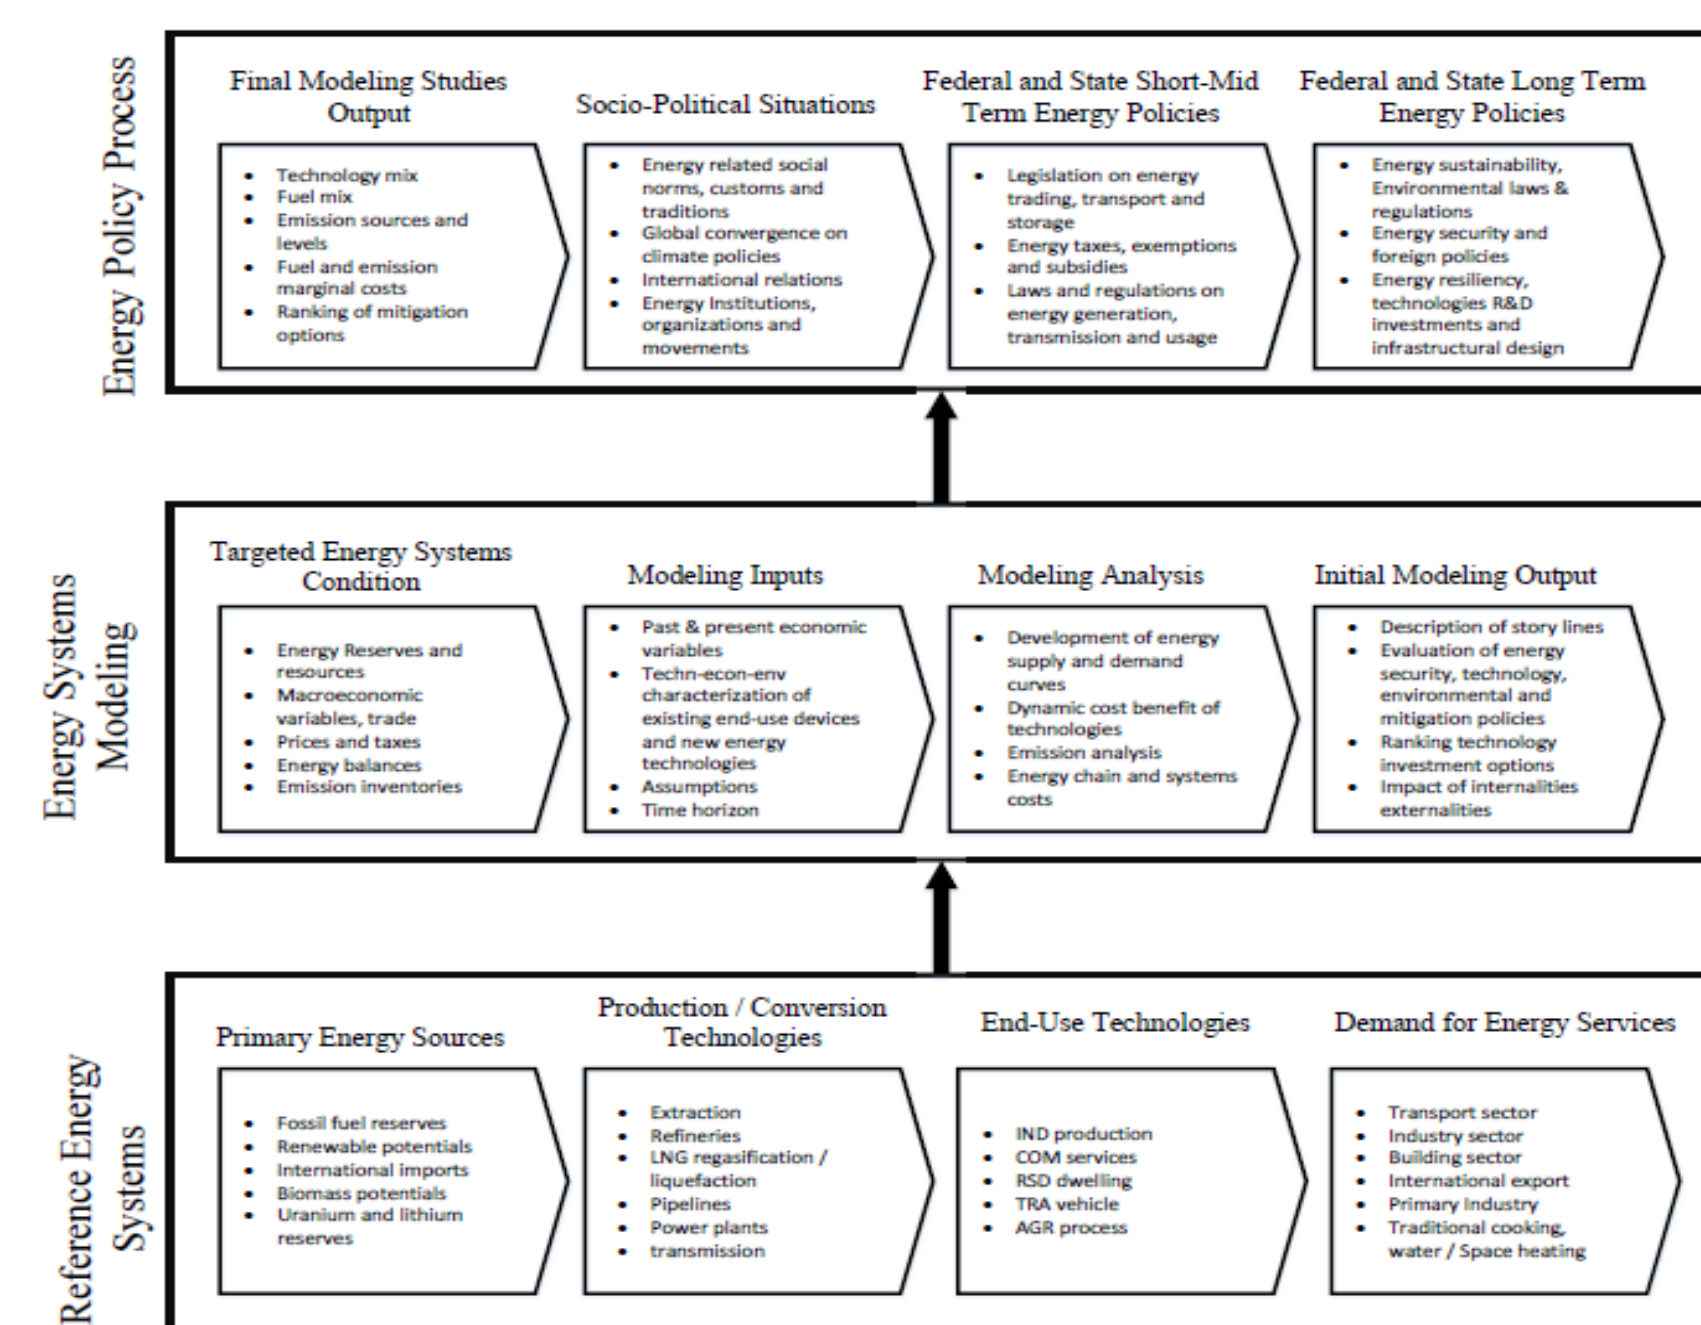 Energy Policy Process
Final Modeling Studies
Output
• Technology mix
• Fuel mix
• Emission sources and
levels
• Fuel and emission
marginal costs
• Ranking of mitigation
options
Socio-Political Situations
• Energy related social
norms, customs and
traditions
• Global convergence on
climate policies
• International relations
• Energy Institutions,
organizations and
movements
Federal and State Short-Mid
Term Energy Policies
• Legislation on energy
trading, transport and
storage
• Energy taxes, exemptions
and subsidies
• Laws and regulations on
energy generation,
transmission and usage
Federal and State Long Term
Energy Policies
• Energy sustainability,
Environmental laws &
regulations
• Energy security and
foreign policies
• Energy resiliency,
technologies R&D
investments and
infrastructural design
Energy Systems
Modeling
Targeted Energy Systems
Condition
• Energy Reserves and
resources
• Macroeconomic
variables, trade
• Prices and taxes
• Energy balances
• Emission inventories
Modeling Inputs
• Past & present economic
variables
• Techn-econ-env
characterization of
existing end-use devices
and new energy
technologies
• Assumptions
• Time horizon
Modeling Analysis
• Development of energy
supply and demand
curves
• Dynamic cost benefit of
technologies
• Emission analysis
• Energy chain and systems
costs
Initial Modeling Output
• Description of story lines
• Evaluation of energy
security, technology,
environmental and
mitigation policies
• Ranking technology
investment options
• Impact of internalities
externalities
Reference Energy
Systems
Primary Energy Sources
• Fossil fuel reserves
• Renewable potentials
• International imports
• Biomass potentials
• Uranium and lithium
reserves
Production / Conversion
Technologies
• Extraction
• Refineries
• LNG regasification /
liquefaction
• Pipelines
• Power plants
• transmission
End-Use Technologies
• IND production
• COM services
• RSD dwelling
• TRA vehicle
• AGR process
Demand for Energy Services
• Transport sector
• Industry sector
• Building sector
• International export
• Primary Industry
• Traditional cooking,
water / Space heating